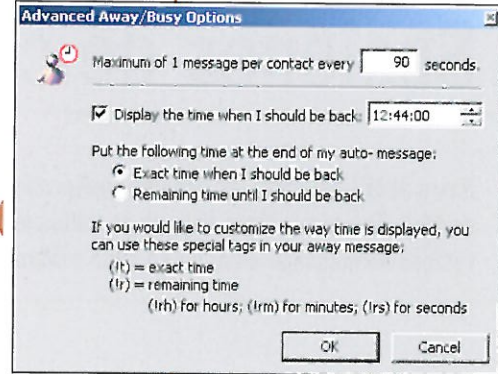 Advanced Away/Busy Options
Maximum of 1 message per contact every 90 seconds.
Display the time when I should be back: 12:44:00
Put the following time at the end of my auto- message:
Exact time when I should be back
Remaining time until I should be back
If you would like to customize the way time is displayed, you
can use these special tags in your away message:
(!t) = exact time
(!r) = remaining time
(!rh) for hours; (!rm) for minutes; (!rs) for seconds
OK Cancel